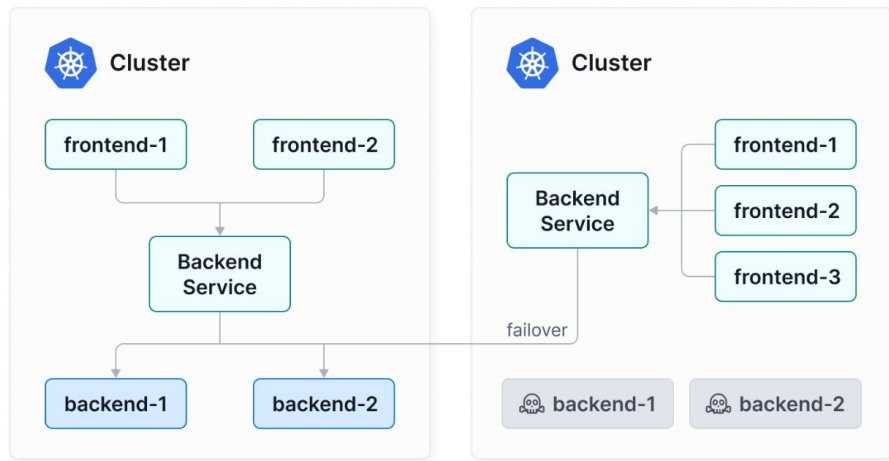 Cluster
frontend-1
frontend-2
Backend
Service
backend-1
backend-2
Cluster
Backend
Service
frontend-1
frontend-2
frontend-3
failover
backend-1
backend-2